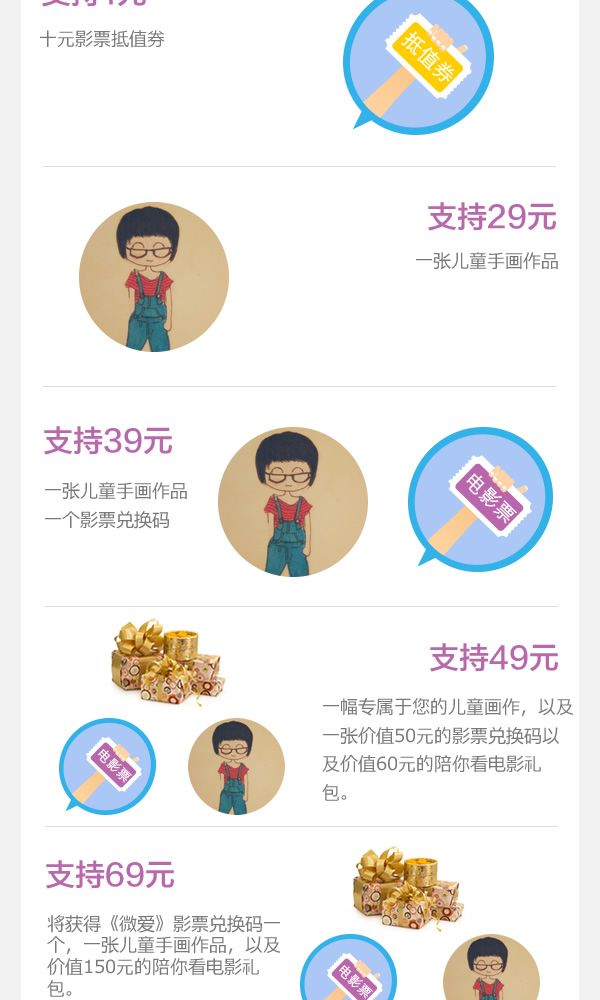 十元影票抵值券
抵值券
支持29元
一张儿童手画作品
支持39元
一张儿童手画作品
一个影票兑换码
电影票
支持49元
一幅专属于您的儿童画作，以及
一张价值50元的影票兑换码以
及价值60元的陪你看电影礼
包。
电影票
支持69元
将获得《微爱》影票兑换码一
个，一张儿童手画作品，以及
价值150元的陪你看电影礼
包。
电影票